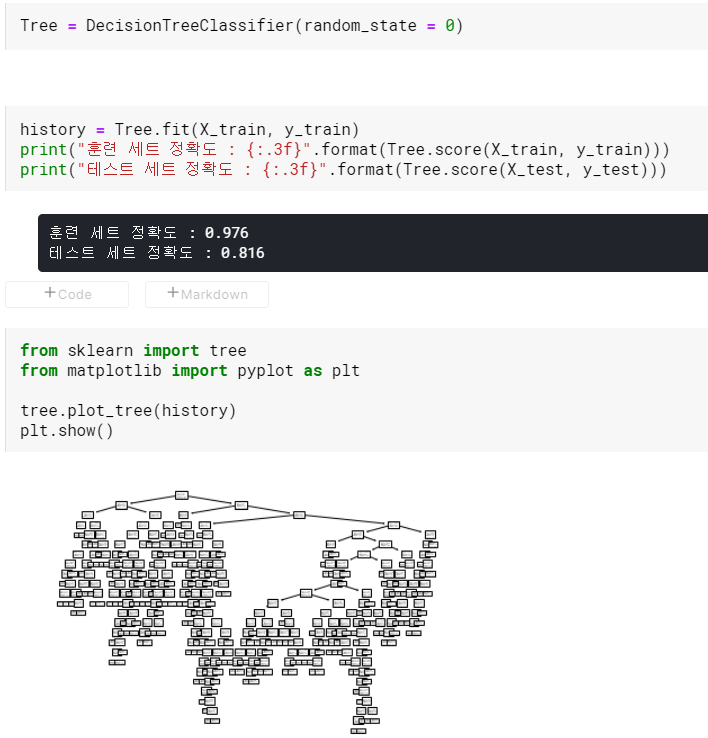 Tree = DecisionTreeClassifier(random_state = 0)
history = Tree.fit(X_train, y_train)
print("훈련 세트 정확도 : {:.3f}".format(Tree.score(X_train, y_train)))
print("테스트 세트 정확도 : {:.3f}".format(Tree.score(X_test, y_test)))
훈련 세트 정확도 : 0.976
테스트 세트 정확도 : 0.816
+Code +Markdown
from sklearn import tree
from matplotlib import pyplot as plt
tree.plot_tree(history)
plt.show()